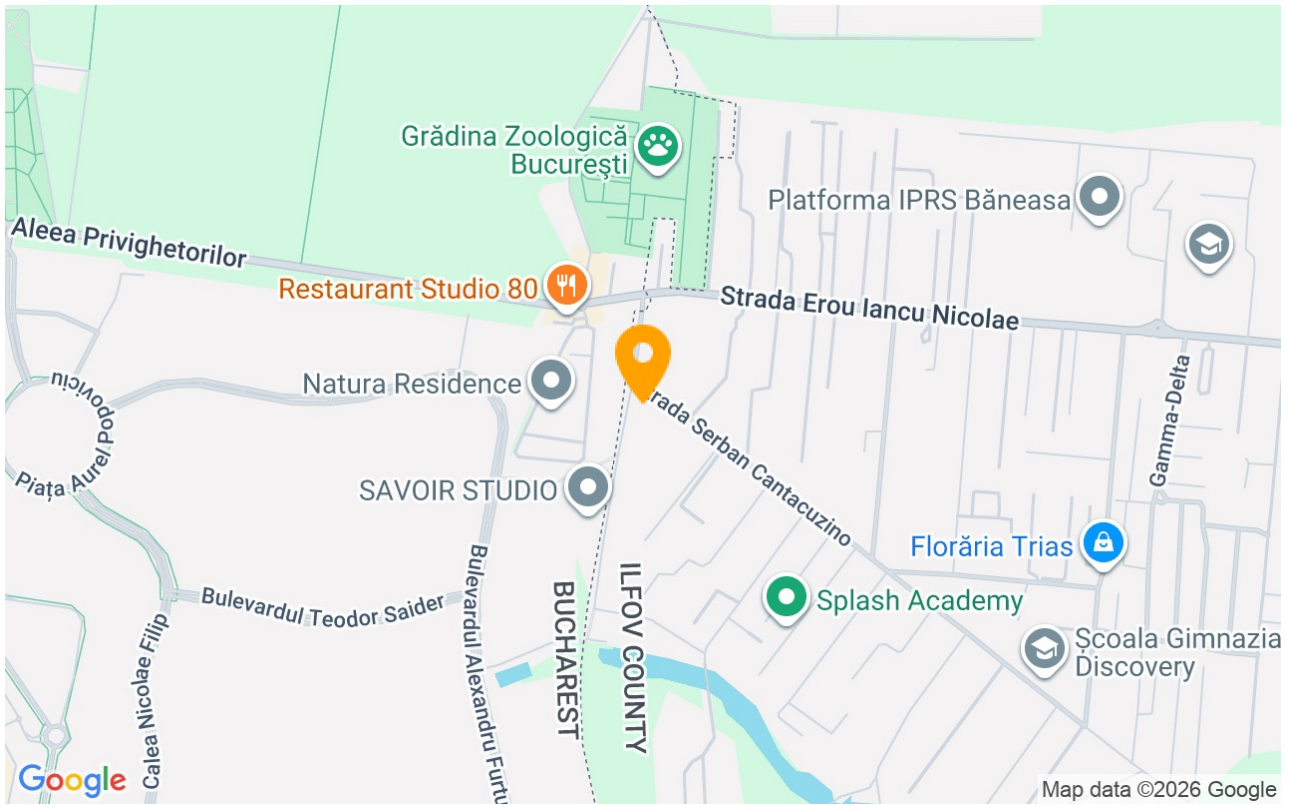 Grădina Zoologică
București
Platforma IPRS Băneasa
Aleea Privighetorilor
Restaurant Studio 80
Strada Erou Iancu Nicolae
Natura Residence
Piața Aurel Popoviciu
Gamma-Delta
Strada Serban Cantacuzino
SAVOIR STUDIO
Florăria Trias
Bulevardul Teodor Saider
Bulevardul Alexandru Furtu
Calea Nicolae Filip
BUCHAREST
ILFOV COUNTY
Splash Academy
Școala Gimnazia
Discovery
Google
Map data ©2026 Google